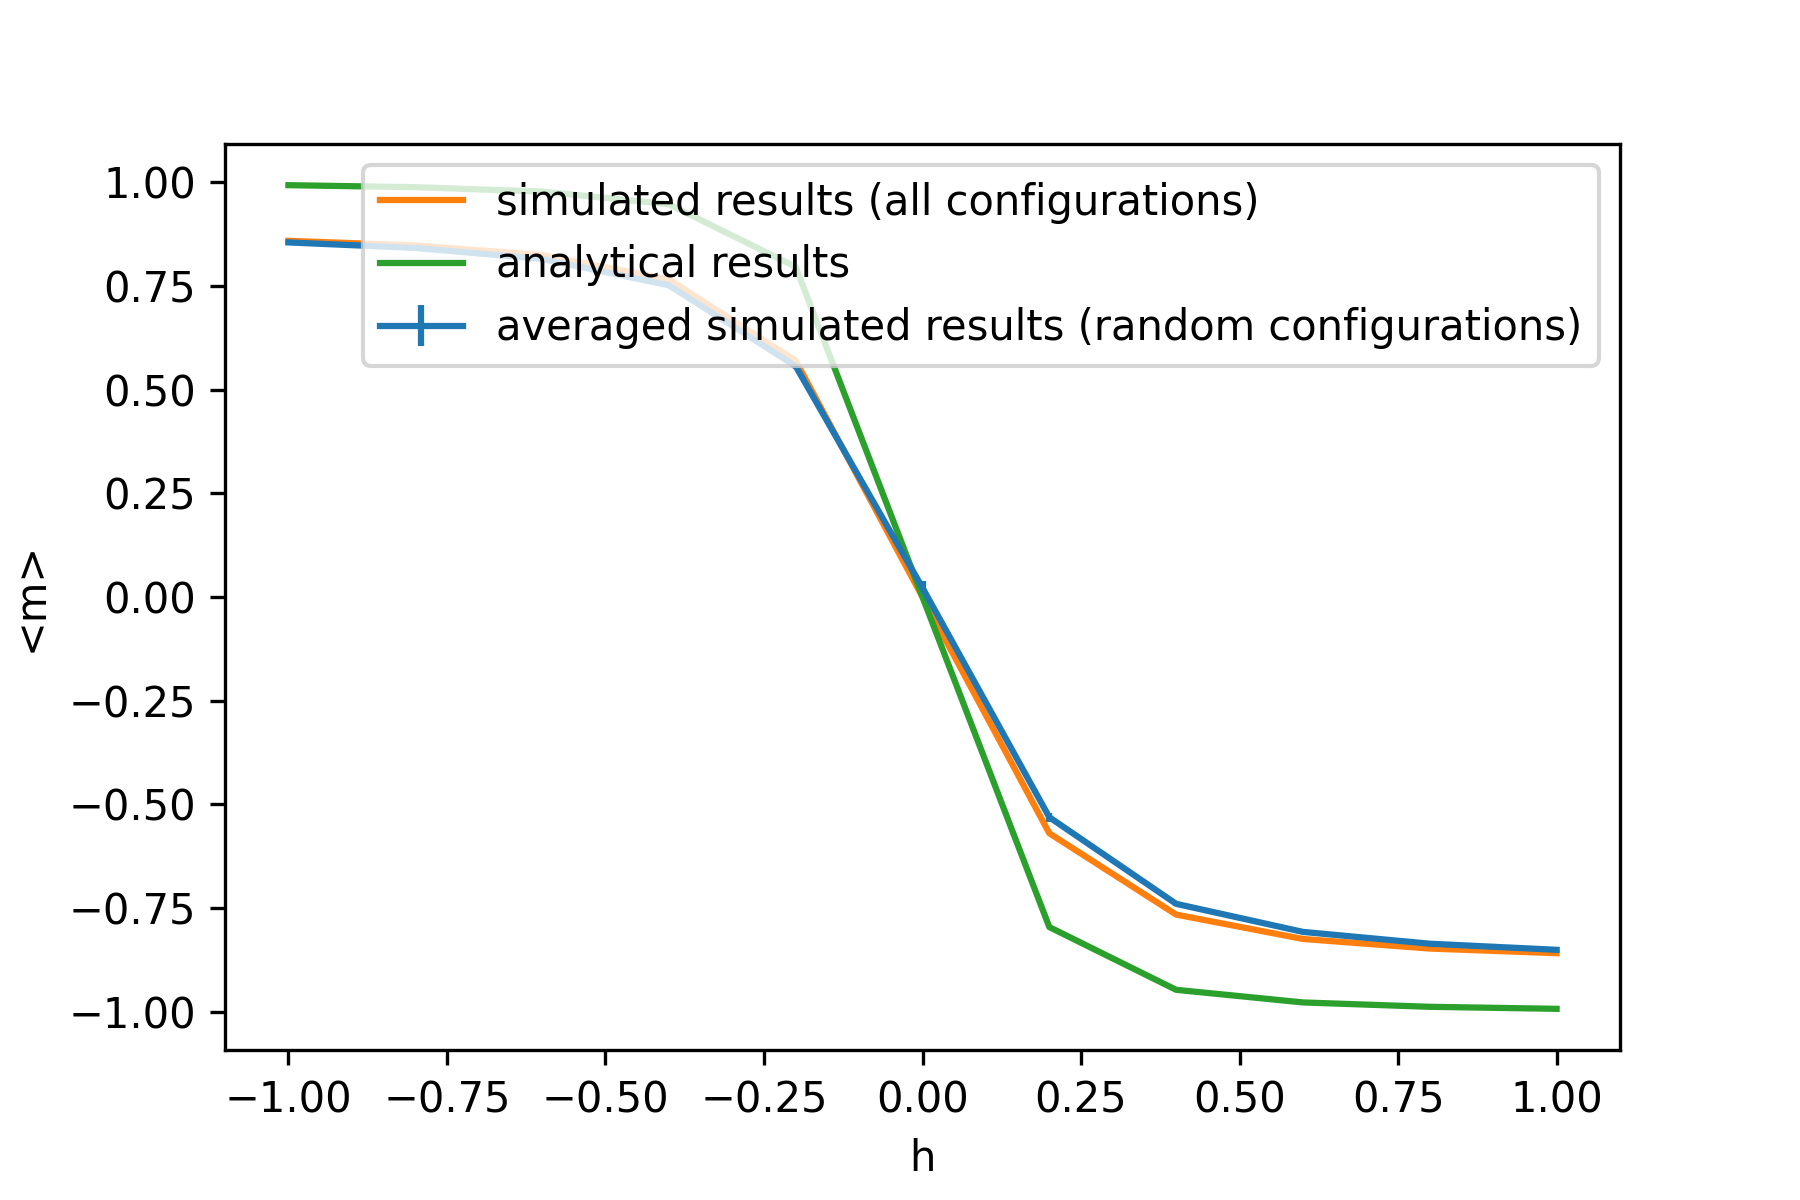 simulated results (all configurations)
analytical results
averaged simulated results (random configurations)
1.00
0.75
0.50
0.25
0.00
−0.25
−0.50
−0.75
−1.00
<m>
−1.00 −0.75 −0.50 −0.25 0.00 0.25 0.50 0.75 1.00
h